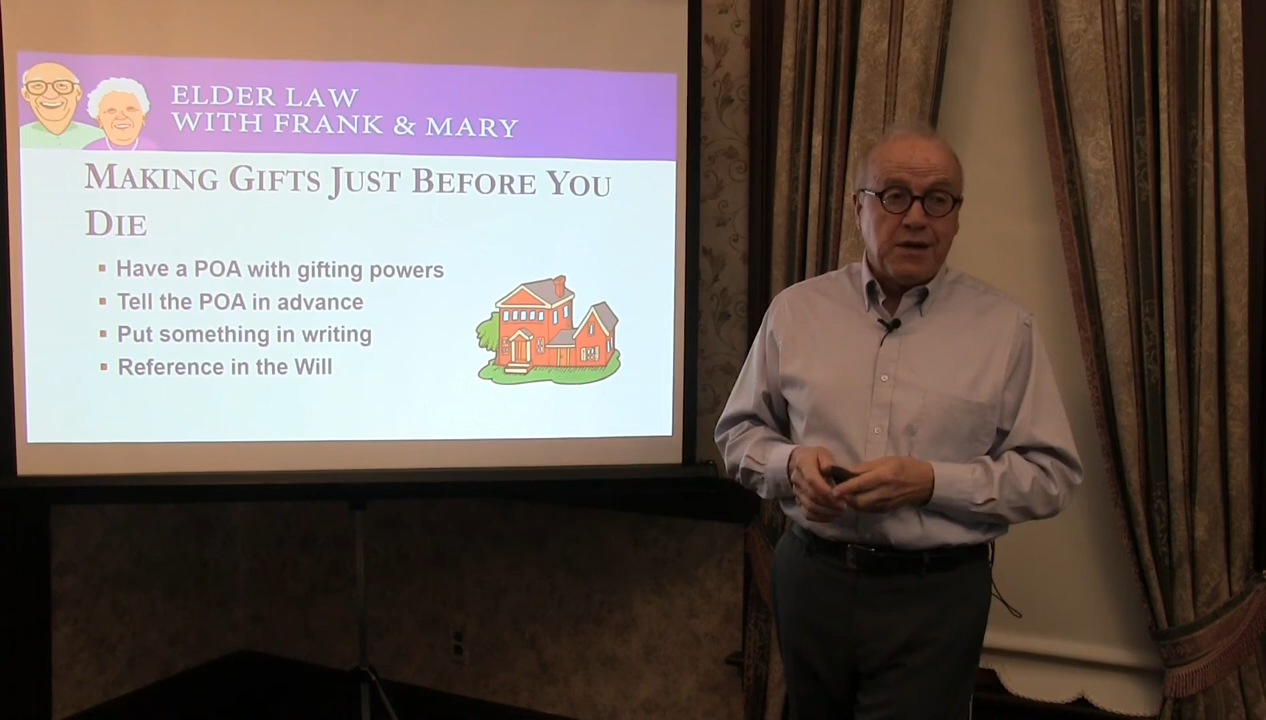 ELDER LAW
WITH FRANK & MARY
MAKING GIFTS JUST BEFORE YOU
DIE
▪ Have a POA with gifting powers
▪ Tell the POA in advance
▪ Put something in writing
▪ Reference in the Will